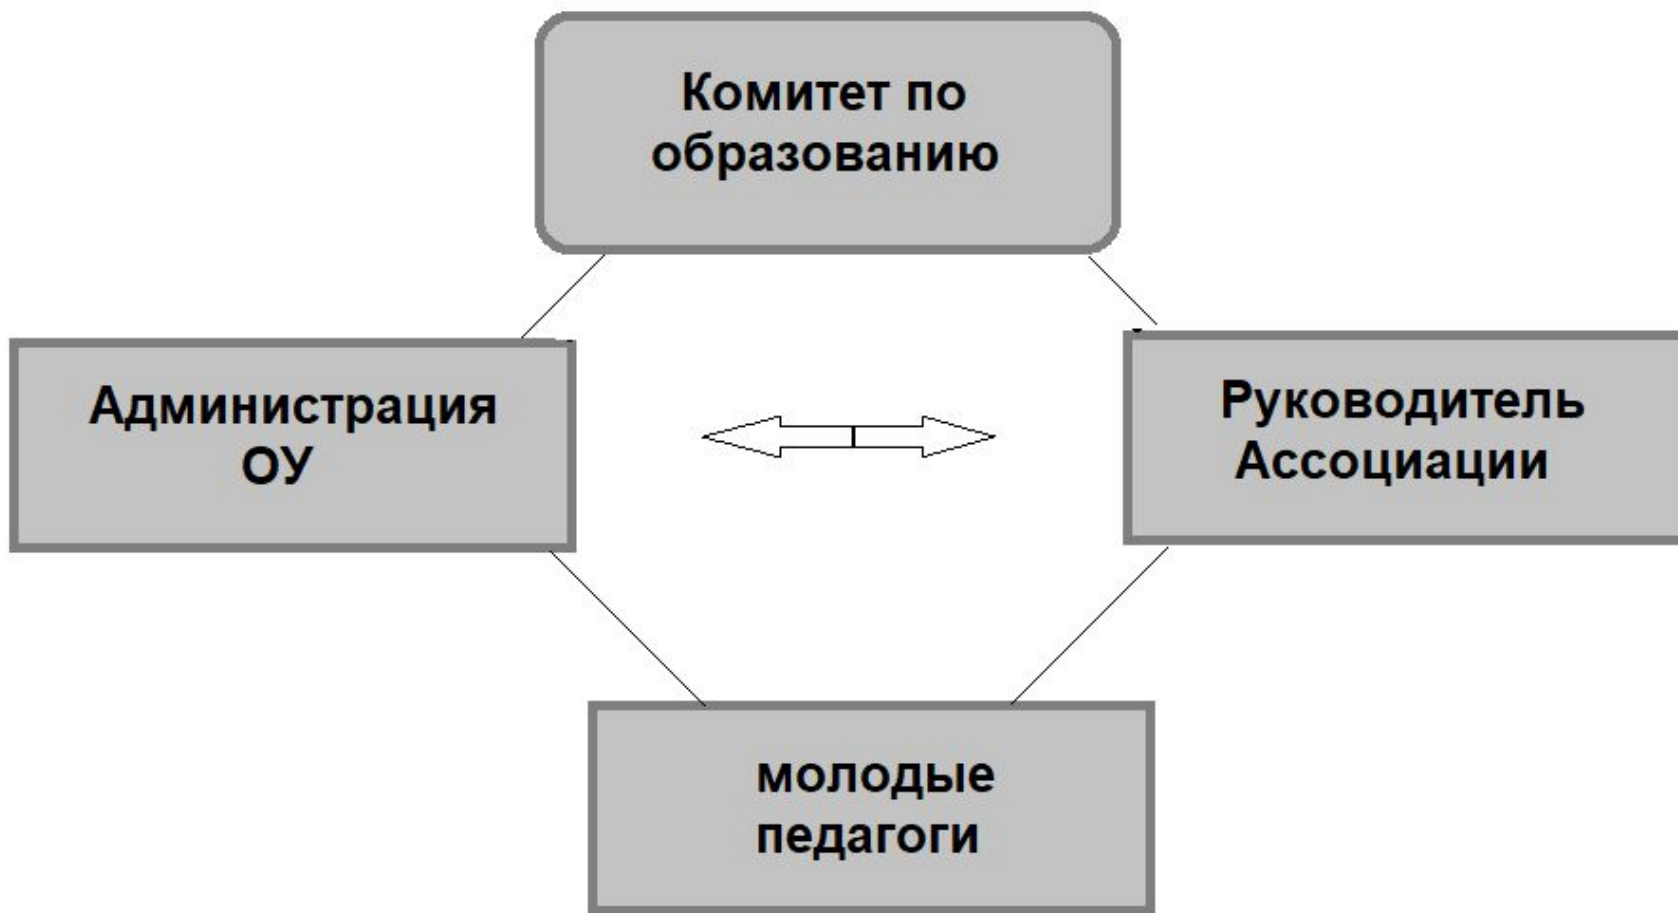 Комитет по
образованию
Администрация
ОУ
Руководитель
Ассоциации
молодые
педагоги